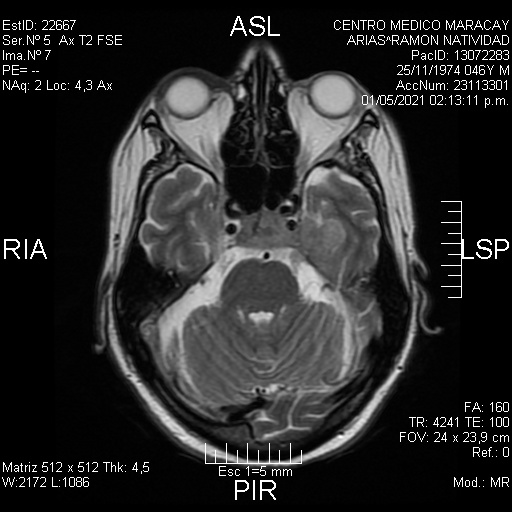 EstID: 22667
Ser.Nº 5 Ax T2 FSE
Ima.Nº 7
PE= --
NAq: 2 Loc: 4,3 Ax
ASL
CENTRO MEDICO MARACAY
ARIAS^RAMON NATIVIDAD
PacID: 13072283
25/11/1974 046Y M
AccNum: 23113301
01/05/2021 02:13:11 p.m.
RIA
LSP
FA: 160
TR: 4241 TE: 100
FOV: 24 x 23,9 cm
Ref.: 0
Mod.: MR
Matriz 512 x 512 Thk: 4,5
W:2172 L:1086
Esc 1=5 mm
PIR